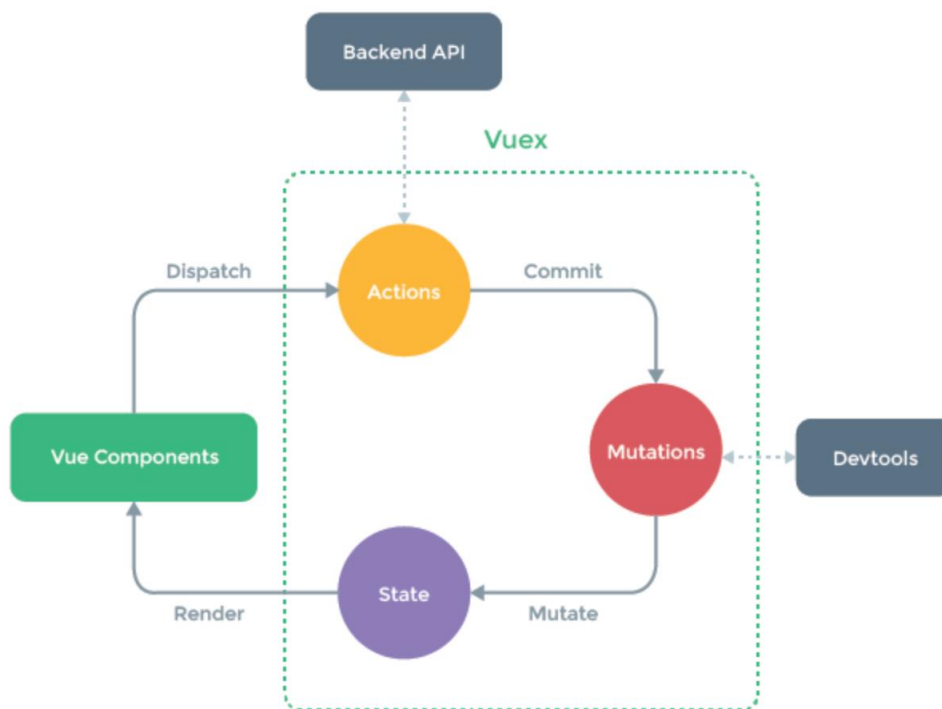 Backend API
Vuex
Dispatch
Actions
Commit
Vue Components
Mutations
Devtools
State
Render
Mutate